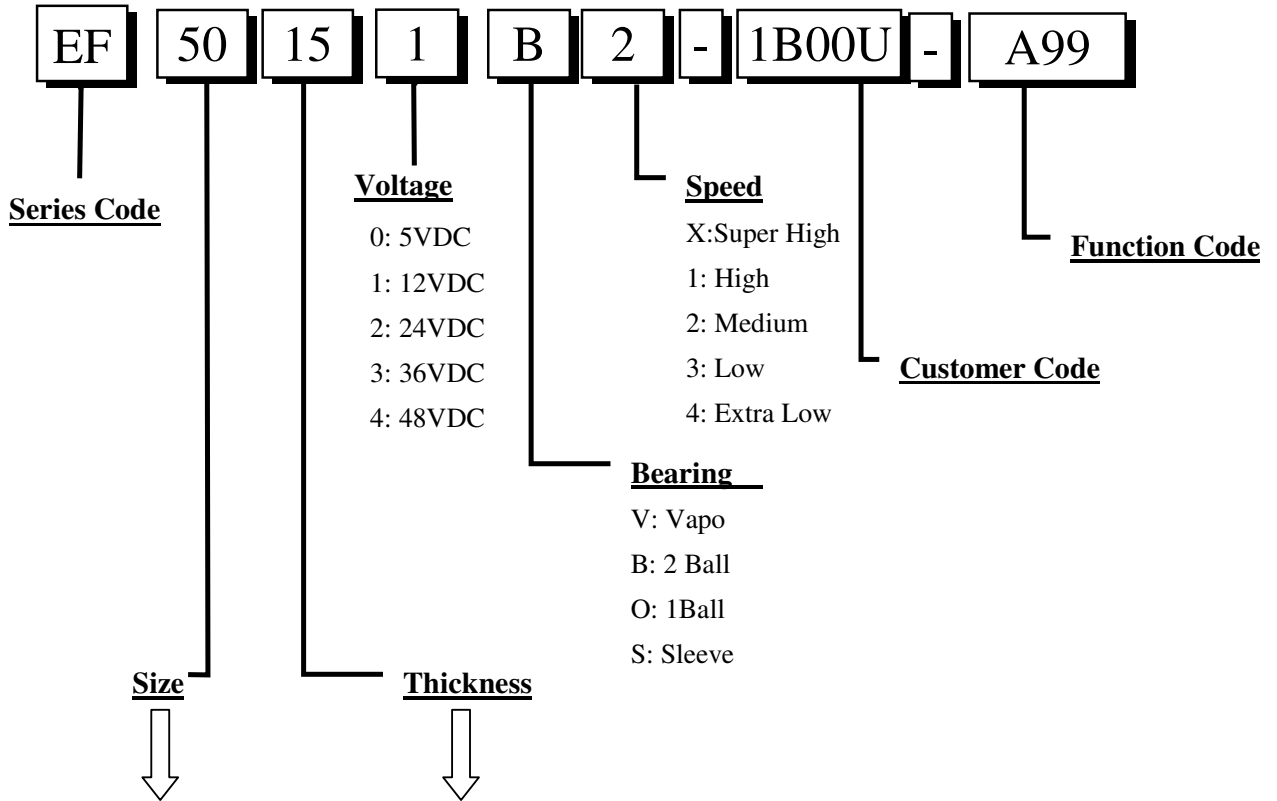 EF 50 15 1 B 2 - 1B00U - A99
Series Code
Voltage
0: 5VDC
1: 12VDC
2: 24VDC
3: 36VDC
4: 48VDC
Speed
X:Super High
1: High
2: Medium
3: Low
4: Extra Low
Function Code
Customer Code
Bearing
V: Vapo
B: 2 Ball
O: 1Ball
S: Sleeve
Size
Thickness